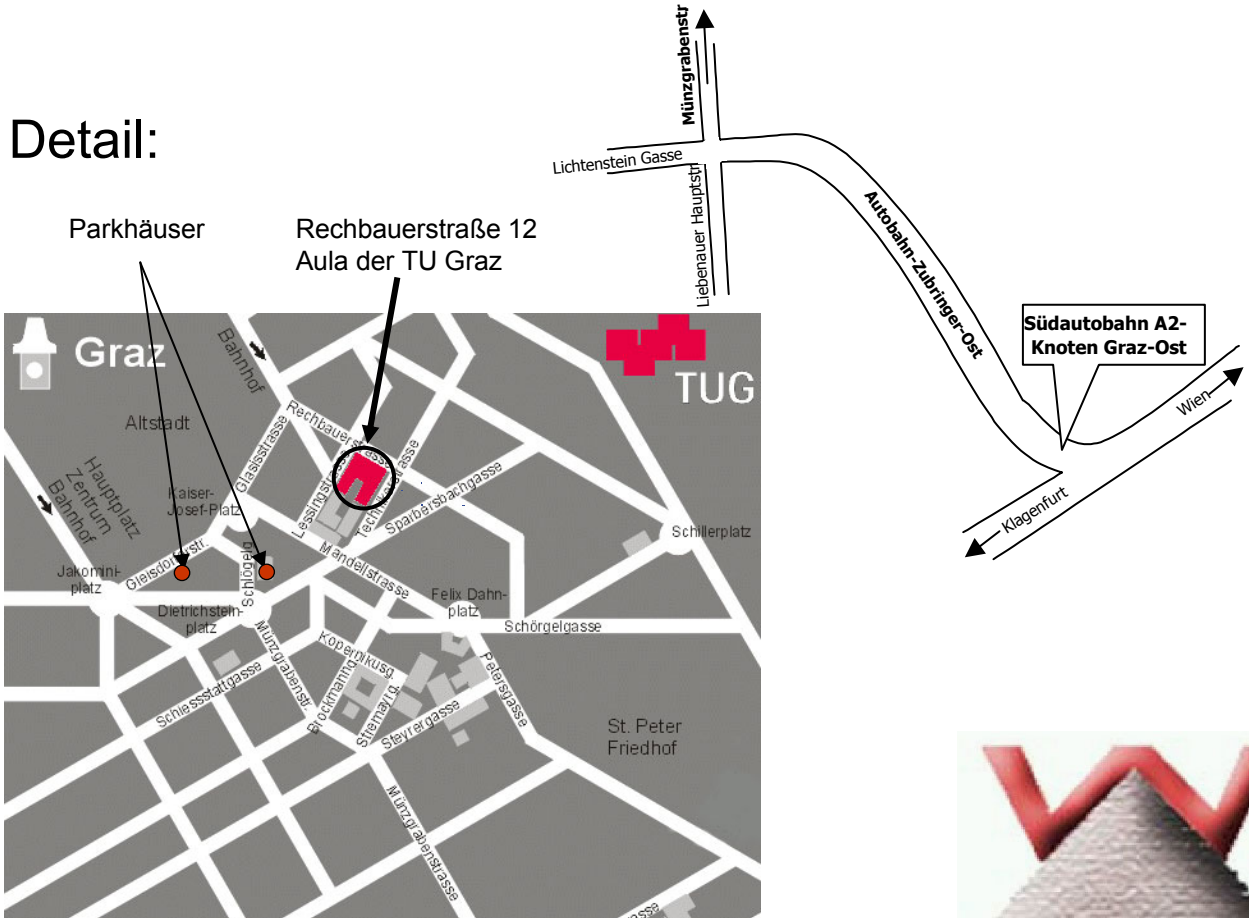 Detail:
Parkhäuser
Rechbauerstraße 12
Aula der TU Graz
Münzgrabenstr
Lichtenstein Gasse
Liebenauer Hauptstr.
Autobahn-Zubringer-Ost
Südautobahn A2-
Knoten Graz-Ost
Wien
Klagenfurt
Graz
TUG
Bahnhof
Altstadt
Hauptplatz
Zentrum
Bahnhof
Glasisstrasse
Rechbauerstrasse
Lessingstrasse
Sparbersbachgasse
Kaiser-
Josef-Platz
Schillerplatz
Mandellstrasse
Jakomini-
platz
Schlögelg
Dietrichstein-
platz
Felix Dahn-
platz
Schörgelgasse
Münzgrabenstr.
Kopernikusg.
Petersgasse
Schiessstattgasse
Brockmanng.
Stremayrg.
Steyrergasse
St. Peter
Friedhof
Münzgrabenstrasse